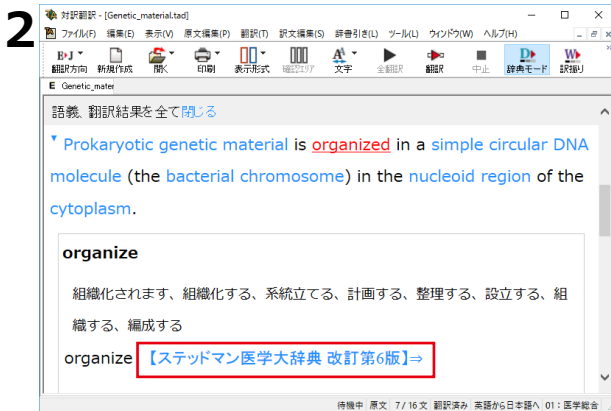 2
対訳翻訳 - [Genetic_material.tad]
ファイル(F) 編集(E) 表示(V) 原文編集(P) 翻訳(T) 訳文編集(S) 辞書引き(L) ツール(L) ウィンドウ(W) ヘルプ(H)
E›J
翻訳方向 新規作成 開く 印刷 表示形式 確認エリア 文字 全翻訳 翻訳 中止 辞典モード 訳振り
E Genetic_mater
語義、翻訳結果を全て閉じる
Prokaryotic genetic material is organized in a simple circular DNA
molecule (the bacterial chromosome) in the nucleoid region of the
cytoplasm.
organize
組織化されます、組織化する、系統立てる、計画する、整理する、設立する、組
織する、編成する
organize 【ステッドマン医学大辞典 改訂第6版】⇒
待機中 原文 7 / 16 文 翻訳済み 英語から日本語へ 01：医学総合